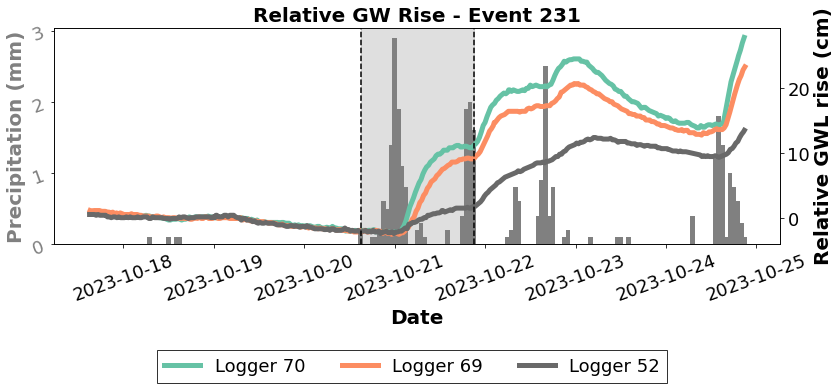 Relative GW Rise - Event 231
Precipitation (mm)
3
2
1
0
20
10
0
Relative GWL rise (cm)
2023-10-18
2023-10-19
2023-10-20
2023-10-21
2023-10-22
2023-10-23
2023-10-24
2023-10-25
Date
Logger 70
Logger 69
Logger 52